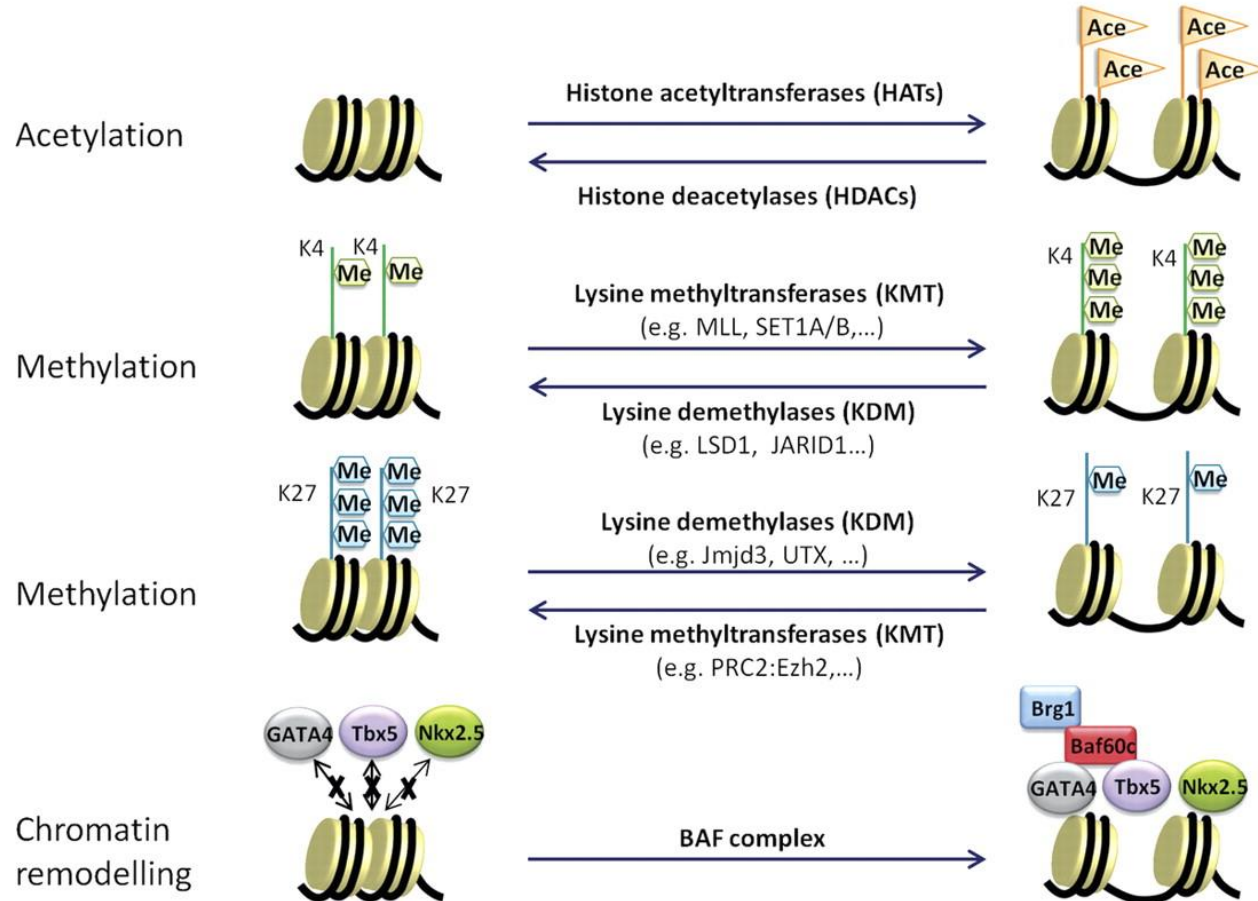 Ace Ace
Ace Ace
Acetylation
Histone acetyltransferases (HATs)
Histone deacetylases (HDACs)
K4 K4
Me Me
Methylation
Lysine methyltransferases (KMT)
(e.g. MLL, SET1A/B,...)
Lysine demethylases (KDM)
(e.g. LSD1, JARID1...)
K4 K4
Me Me
Me Me
Me Me
K27 K27
Me Me
Me Me
Me Me
Methylation
Lysine demethylases (KDM)
(e.g. Jmjd3, UTX, ...)
Lysine methyltransferases (KMT)
(e.g. PRC2:Ezh2,...)
K27 K27
Me Me
GATA4 Tbx5 Nkx2.5
X X X
Chromatin
remodelling
BAF complex
Brg1
Baf60c
GATA4 Tbx5 Nkx2.5